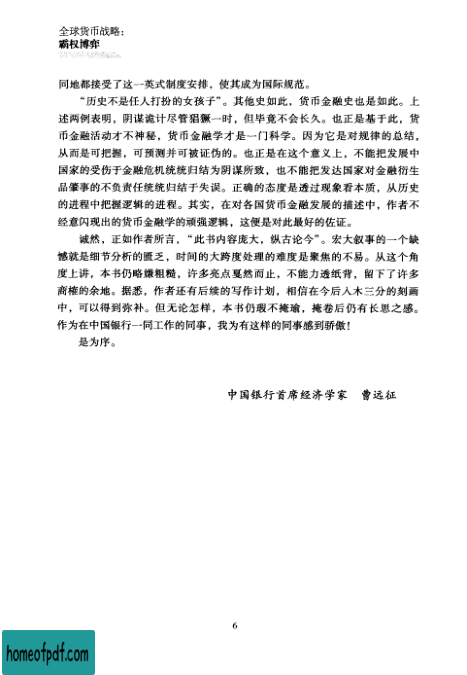 全球货币战略：
霸权博弈
同地都接受了这一英式制度安排，使其成为国际规范。
“历史不是任人打扮的女孩子”。其他史如此，货币金融史也是如此。上
述两例表明，阴谋诡计尽管猖獗一时，但毕竟不会长久。也正是基于此，货
币金融活动才不神秘，货币金融学才是一门科学。因为它是对规律的总结，
从而是可把握，可预测并可被证伪的。也正是在这个意义上，不能把发展中
国家的受伤于金融危机统统归结为阴谋所致，也不能把发达国家对金融衍生
品肇事的不负责任统统归结于失误。正确的态度是透过现象看本质，从历史
的进程中把握逻辑的进程。其实，在对各国货币金融发展的描述中，作者不
经意闪现出的货币金融学的顽强逻辑，这便是对此最好的佐证。
诚然，正如作者所言，“此书内容庞大，纵古论今”。宏大叙事的一个缺
憾就是细节分析的匮乏，时间的大跨度处理的难度是聚焦的不易。从这个角
度上讲，本书仍略嫌粗糙，许多亮点戛然而止，不能力透纸背，留下了许多
商榷的余地。据悉，作者还有后续的写作计划，相信在今后入木三分的刻画
中，可以得到弥补。但无论怎样，本书仍瑕不掩瑜，掩卷后仍有长思之感。
作为在中国银行一同工作的同事，我为有这样的同事感到骄傲！
是为序。
中国银行首席经济学家　曹远征
6
homeofpdf.com